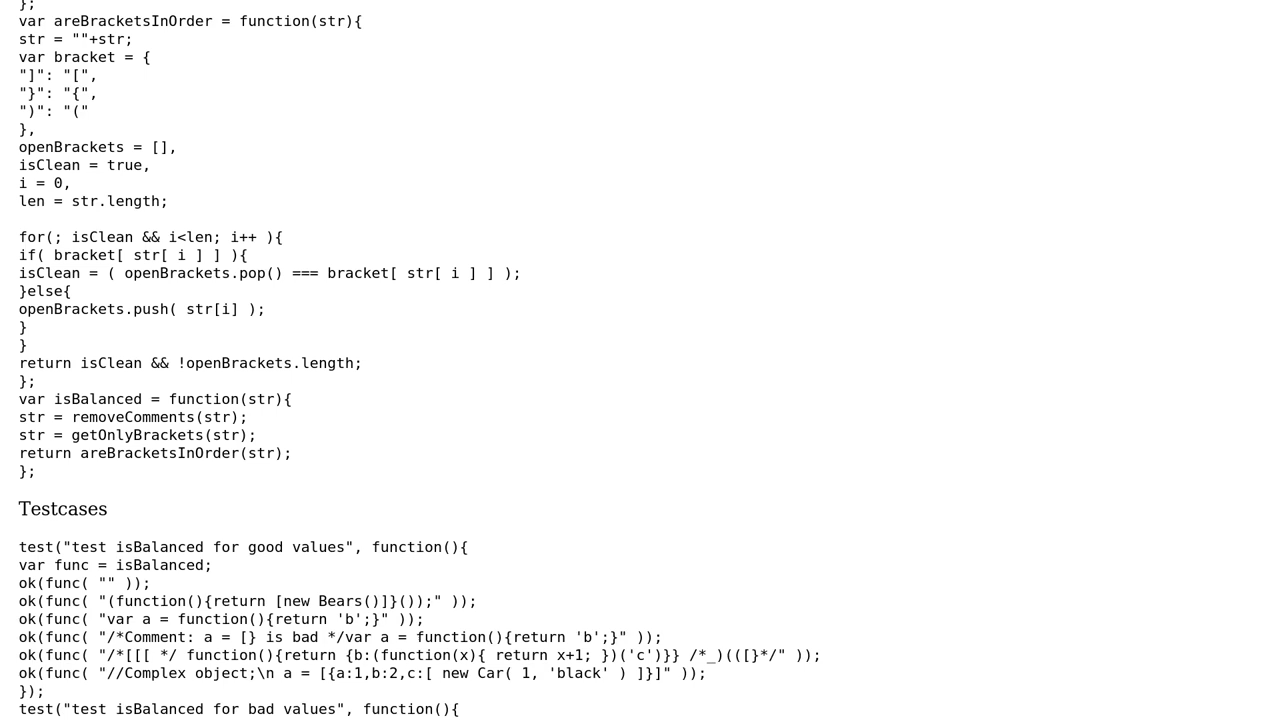 };
var areBracketsInOrder = function(str){
str = ""+str;
var bracket = {
"]": "[",
"}": "{",
")": "("
},
openBrackets = [],
isClean = true,
i = 0,
len = str.length;

for(; isClean && i<len; i++ ){
if( bracket[ str[ i ] ] ){
isClean = ( openBrackets.pop() === bracket[ str[ i ] ] );
}else{
openBrackets.push( str[i] );
}
}
return isClean && !openBrackets.length;
};
var isBalanced = function(str){
str = removeComments(str);
str = getOnlyBrackets(str);
return areBracketsInOrder(str);
};

Testcases

test("test isBalanced for good values", function(){
var func = isBalanced;
ok(func( "" ));
ok(func( "(function(){return [new Bears()]}());" ));
ok(func( "var a = function(){return 'b';}" ));
ok(func( "/*Comment: a = [} is bad */var a = function(){return 'b';}" ));
ok(func( "/*[[[ */ function(){return {b:(function(x){ return x+1; })('c')}} /*_)(([}*/" ));
ok(func( "//Complex object;\n a = [{a:1,b:2,c:[ new Car( 1, 'black' ) ]}]" ));
});
test("test isBalanced for bad values", function(){